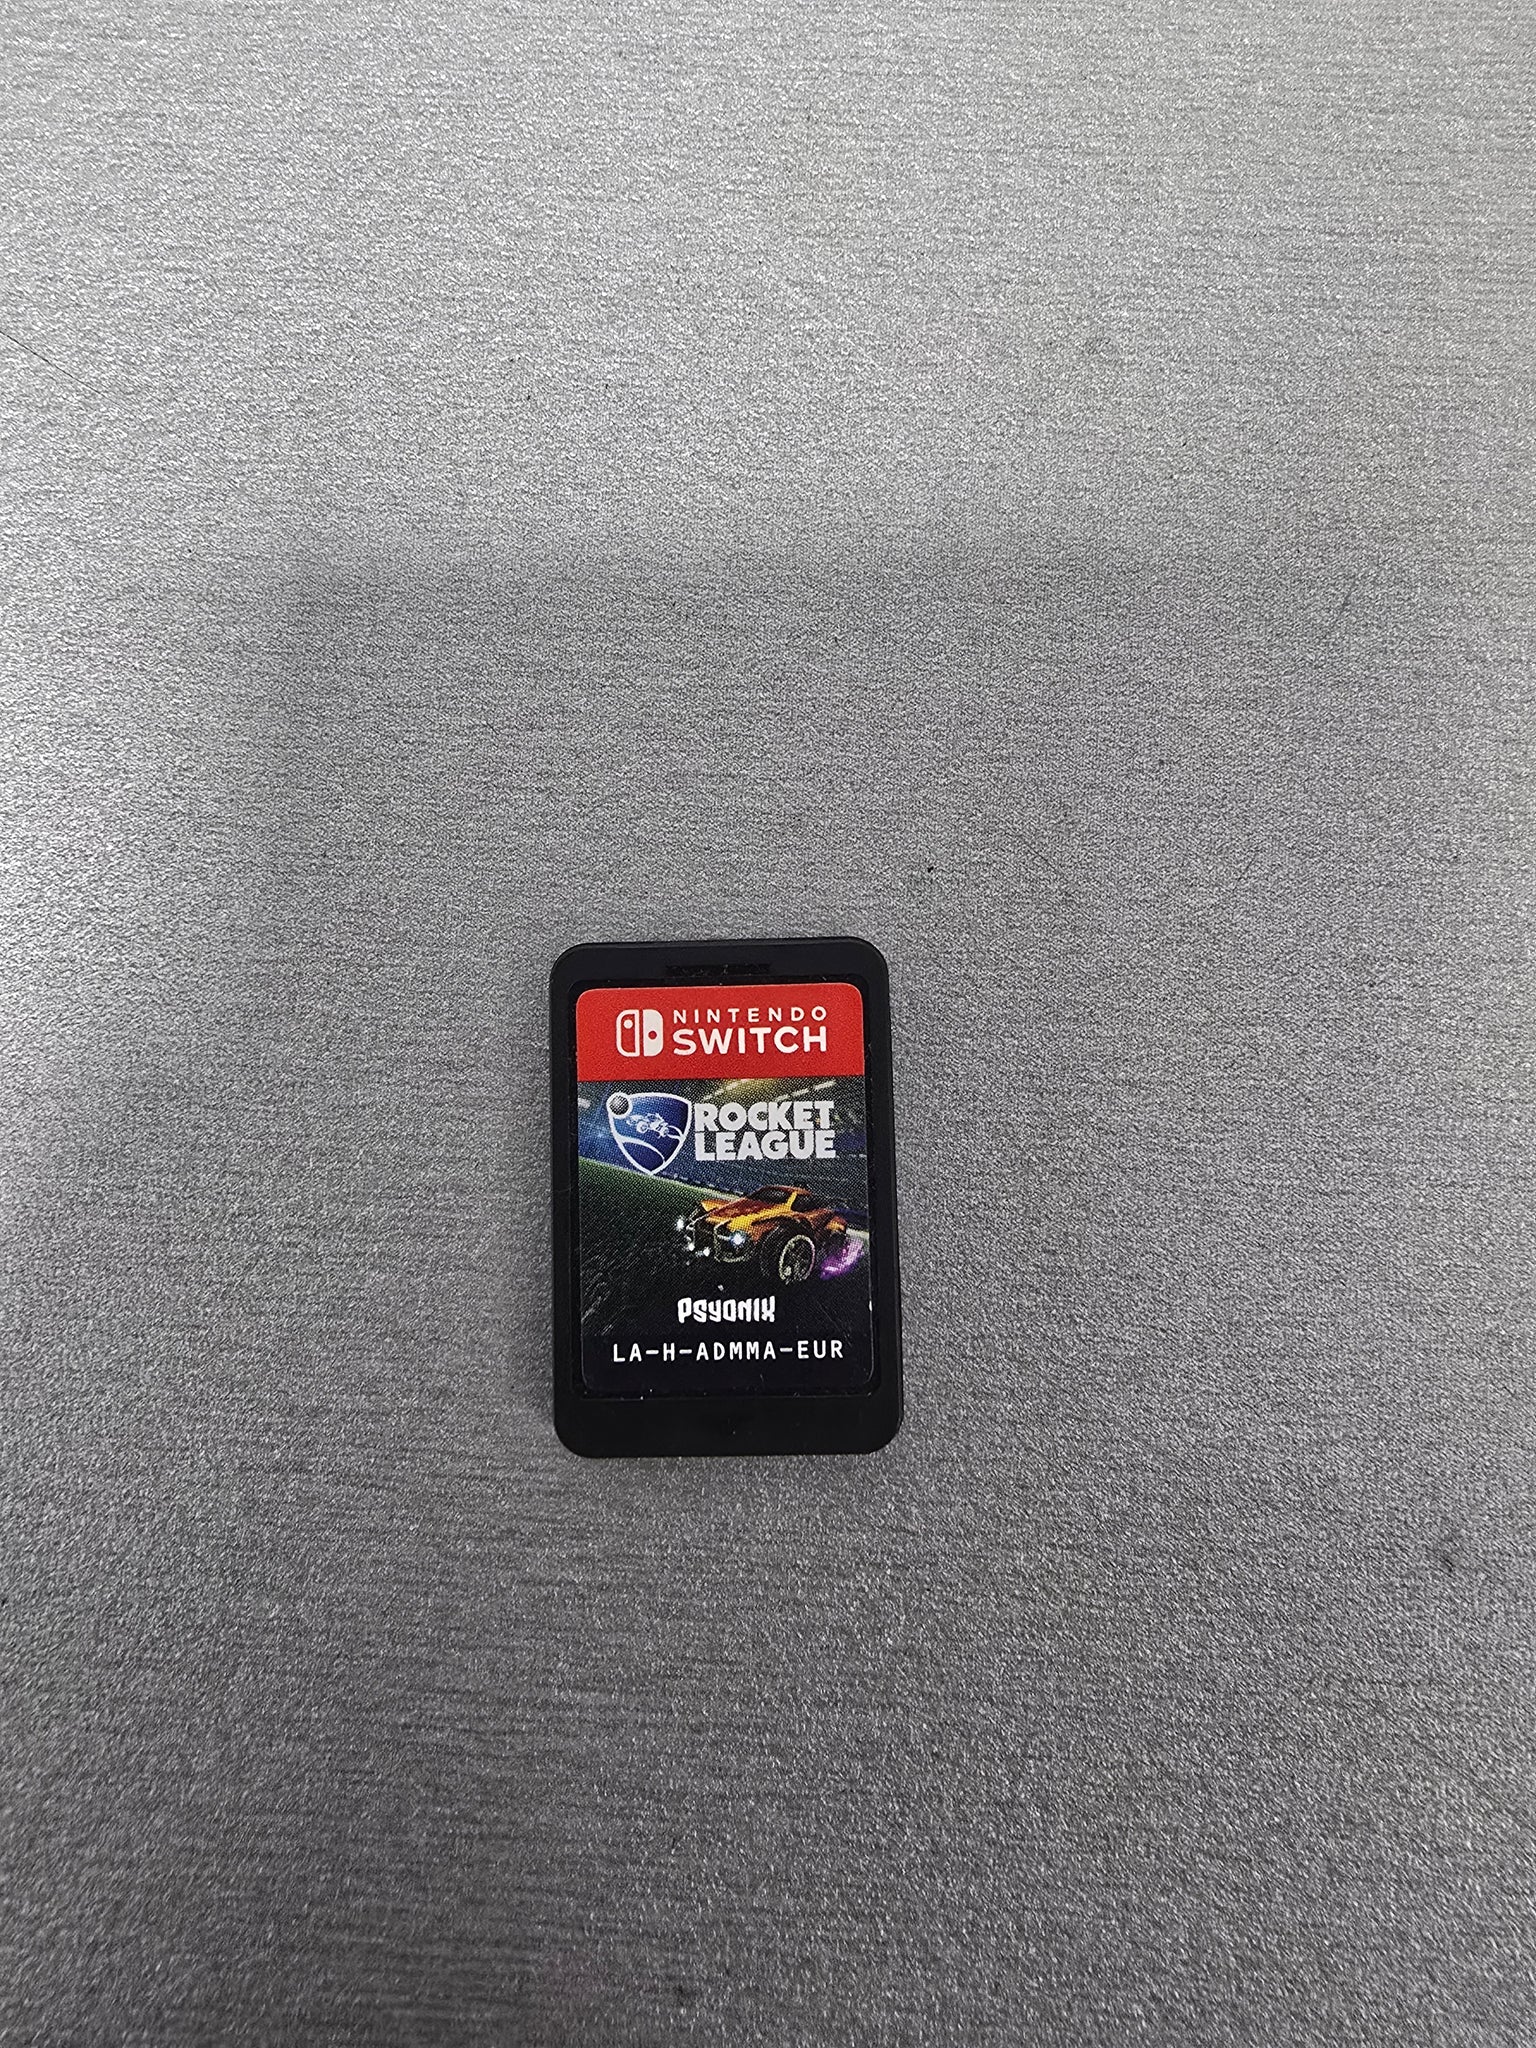 NINTENDO
SWITCH
ROCKET
LEAGUE
PSYONIX
LA-H-ADMMA-EUR